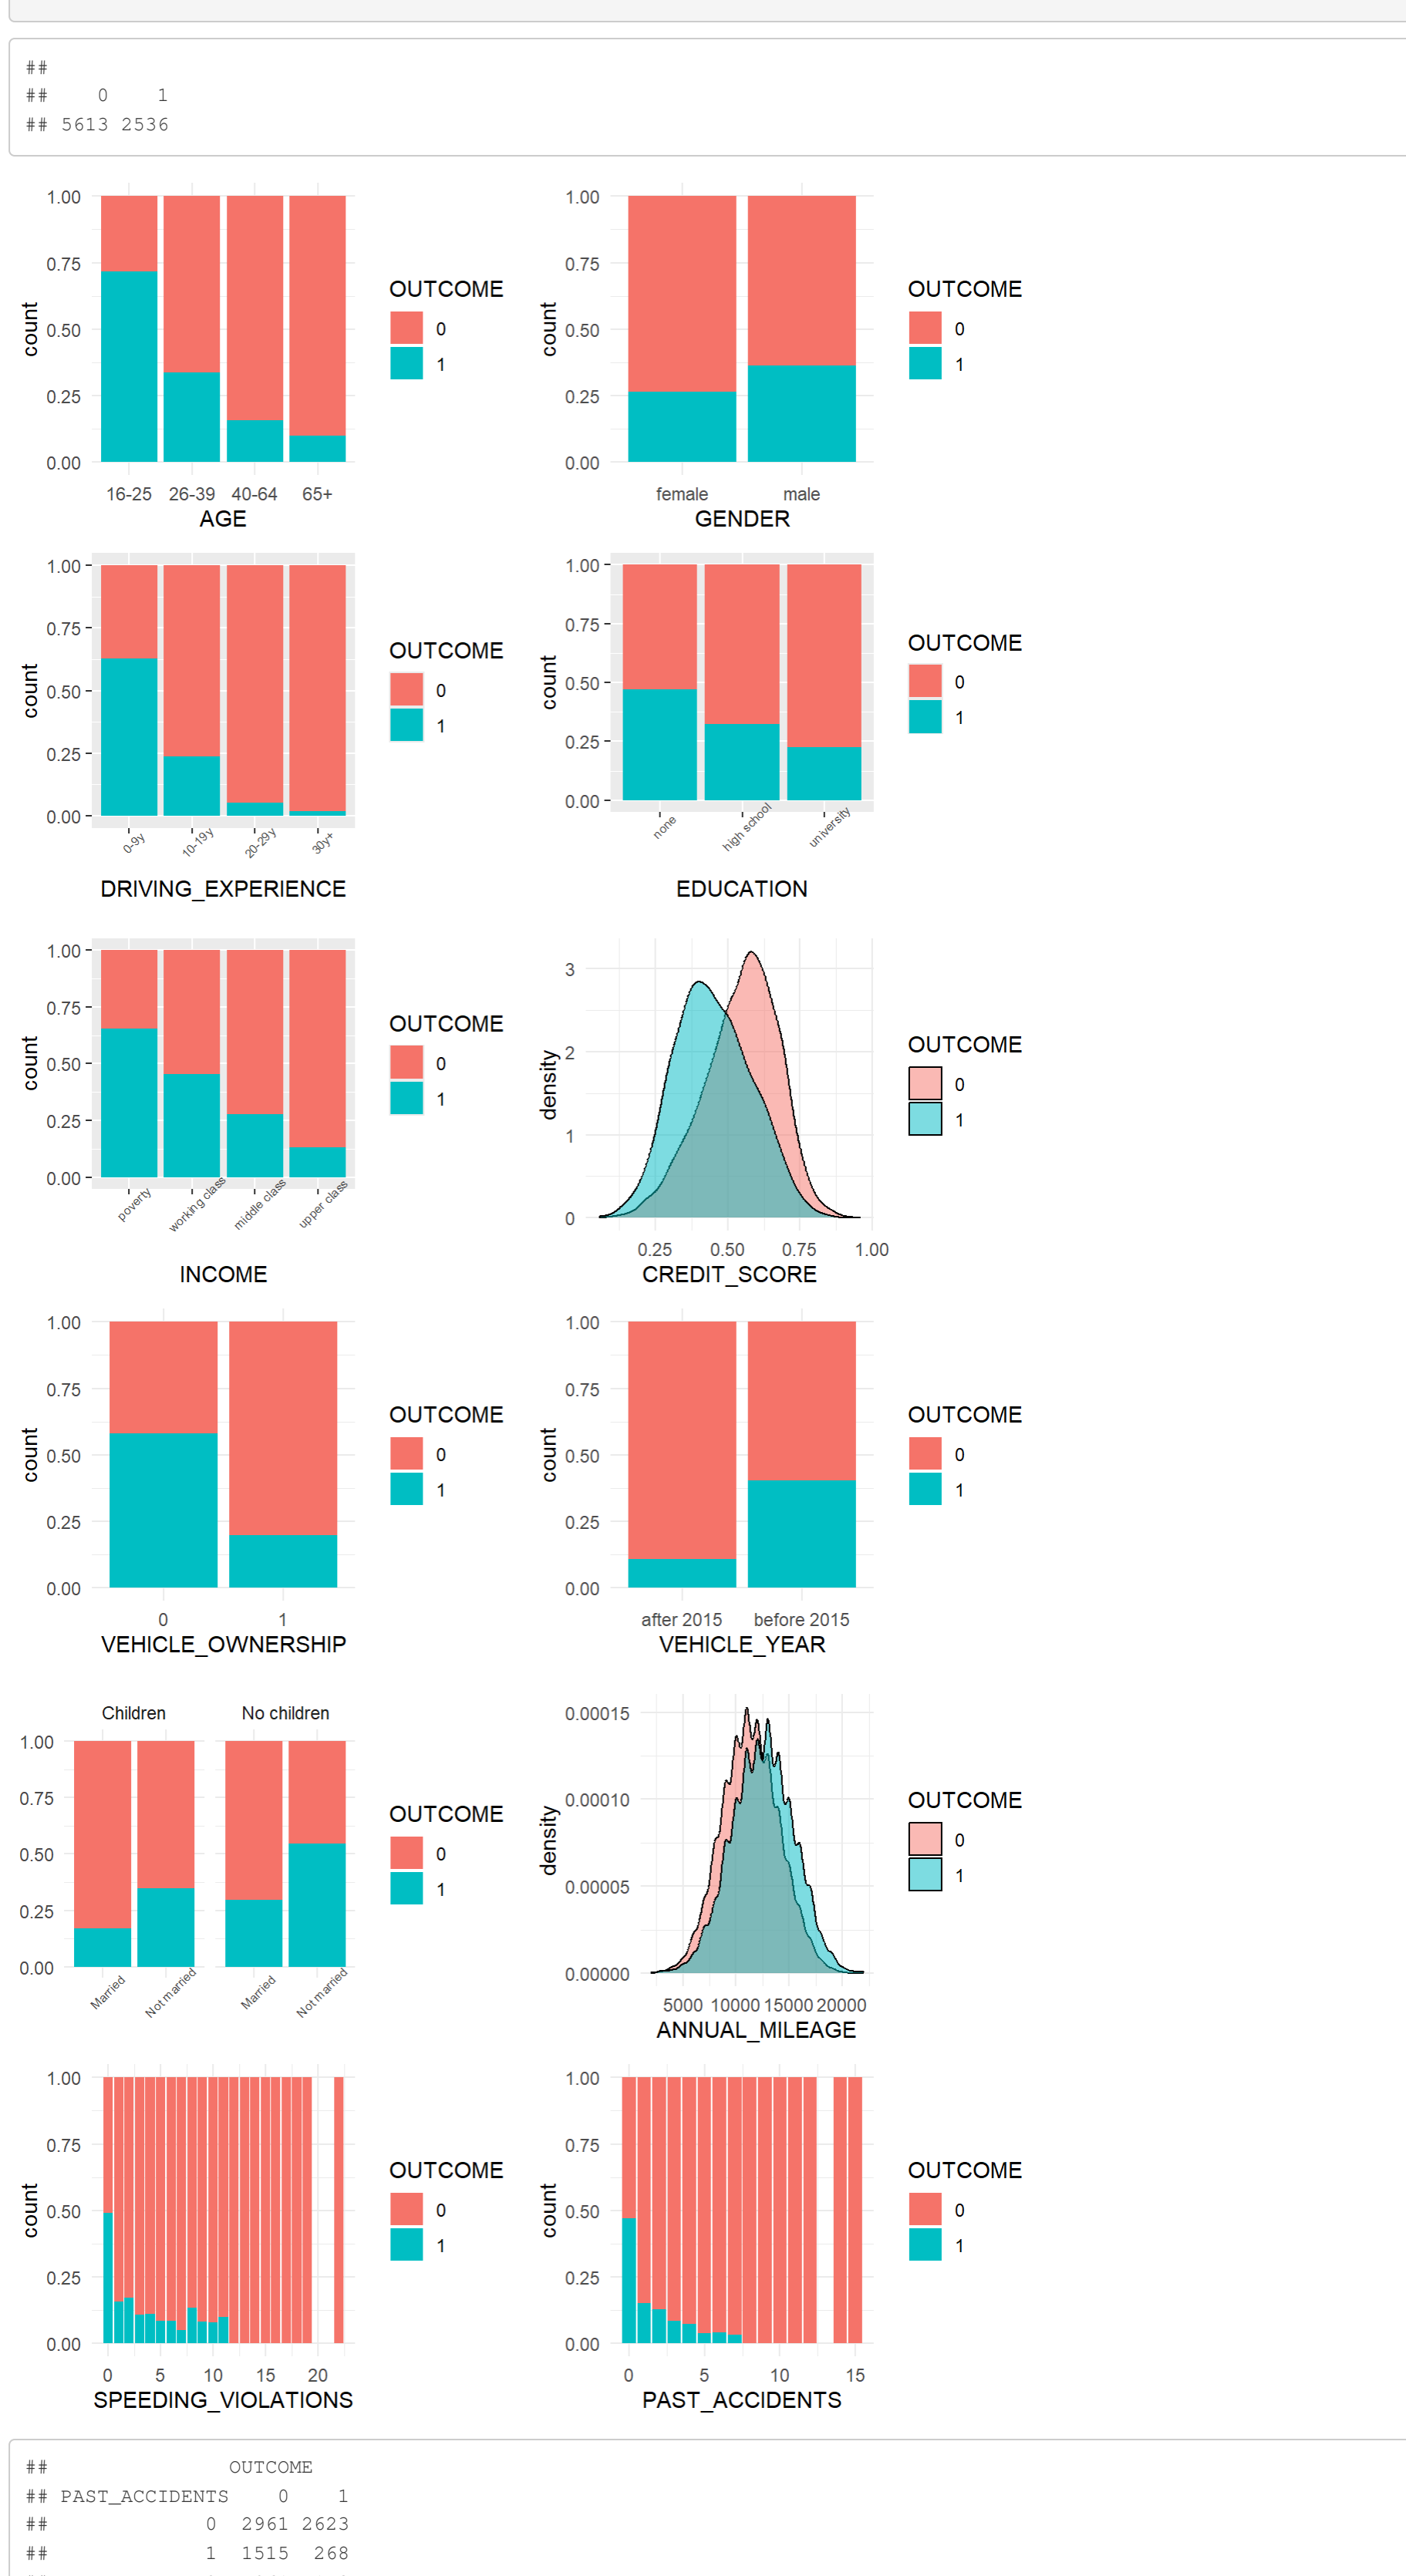 ##
##    0    1
## 5613 2536
1.00
0.75
0.50
0.25
0.00
count
16-25 26-39 40-64 65+
AGE
OUTCOME
0
1
1.00
0.75
0.50
0.25
0.00
count
female male
GENDER
OUTCOME
0
1
1.00
0.75
0.50
0.25
0.00
count
0-9y 10-19y 20-29y 30y+
DRIVING_EXPERIENCE
OUTCOME
0
1
1.00
0.75
0.50
0.25
0.00
count
none high school university
EDUCATION
OUTCOME
0
1
1.00
0.75
0.50
0.25
0.00
count
poverty working class middle class upper class
INCOME
OUTCOME
0
1
3
2
1
0
density
0.25 0.50 0.75 1.00
CREDIT_SCORE
OUTCOME
0
1
1.00
0.75
0.50
0.25
0.00
count
0 1
VEHICLE_OWNERSHIP
OUTCOME
0
1
1.00
0.75
0.50
0.25
0.00
count
after 2015 before 2015
VEHICLE_YEAR
OUTCOME
0
1
Children No children
1.00
0.75
0.50
0.25
0.00
Married Not married Married Not married
OUTCOME
0
1
0.00015
0.00010
0.00005
0.00000
density
5000 10000 15000 20000
ANNUAL_MILEAGE
OUTCOME
0
1
1.00
0.75
0.50
0.25
0.00
count
0 5 10 15 20
SPEEDING_VIOLATIONS
OUTCOME
0
1
1.00
0.75
0.50
0.25
0.00
count
0 5 10 15
PAST_ACCIDENTS
OUTCOME
0
1
##               OUTCOME
## PAST_ACCIDENTS    0    1
##             0  2961 2623
##             1  1515  268